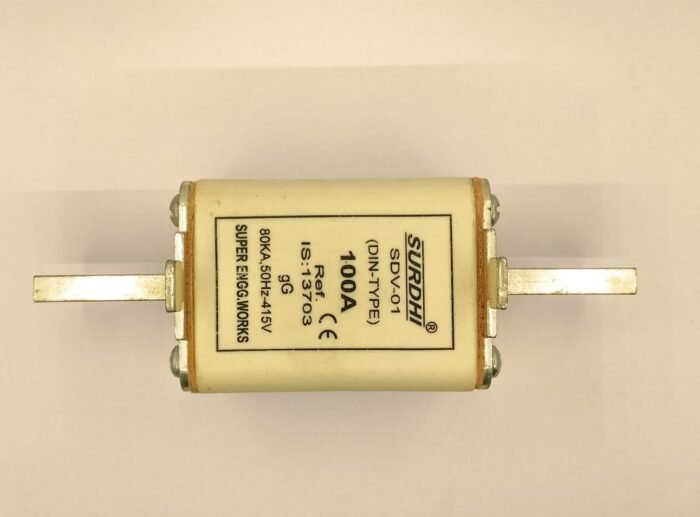 SURDHI®
SDV-01
(DIN-TYPE)
100A
Ref. CE
IS:13703
gG
80KA,50Hz-415V
SUPER ENGG.WORKS